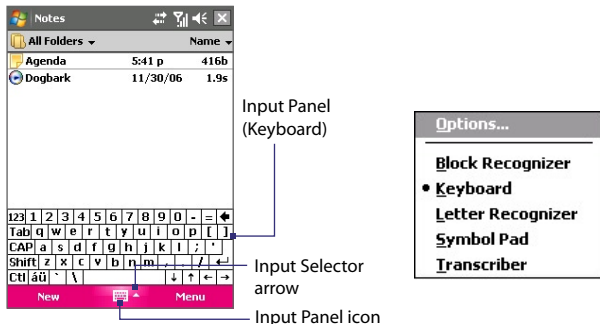 Notes
All Folders Name
Agenda 5:41 p 416b
Dogbark 11/30/06 1.9s
123 1 2 3 4 5 6 7 8 9 0 - =
Tab q w e r t y u i o p [ ]
CAP a s d f g h j k l ; '
Shift z x c v b n m , . /
Ctl áü ` \
New Menu
Input Panel
(Keyboard)
Input Selector
arrow
Input Panel icon
Options...
Block Recognizer
Keyboard
Letter Recognizer
Symbol Pad
Transcriber